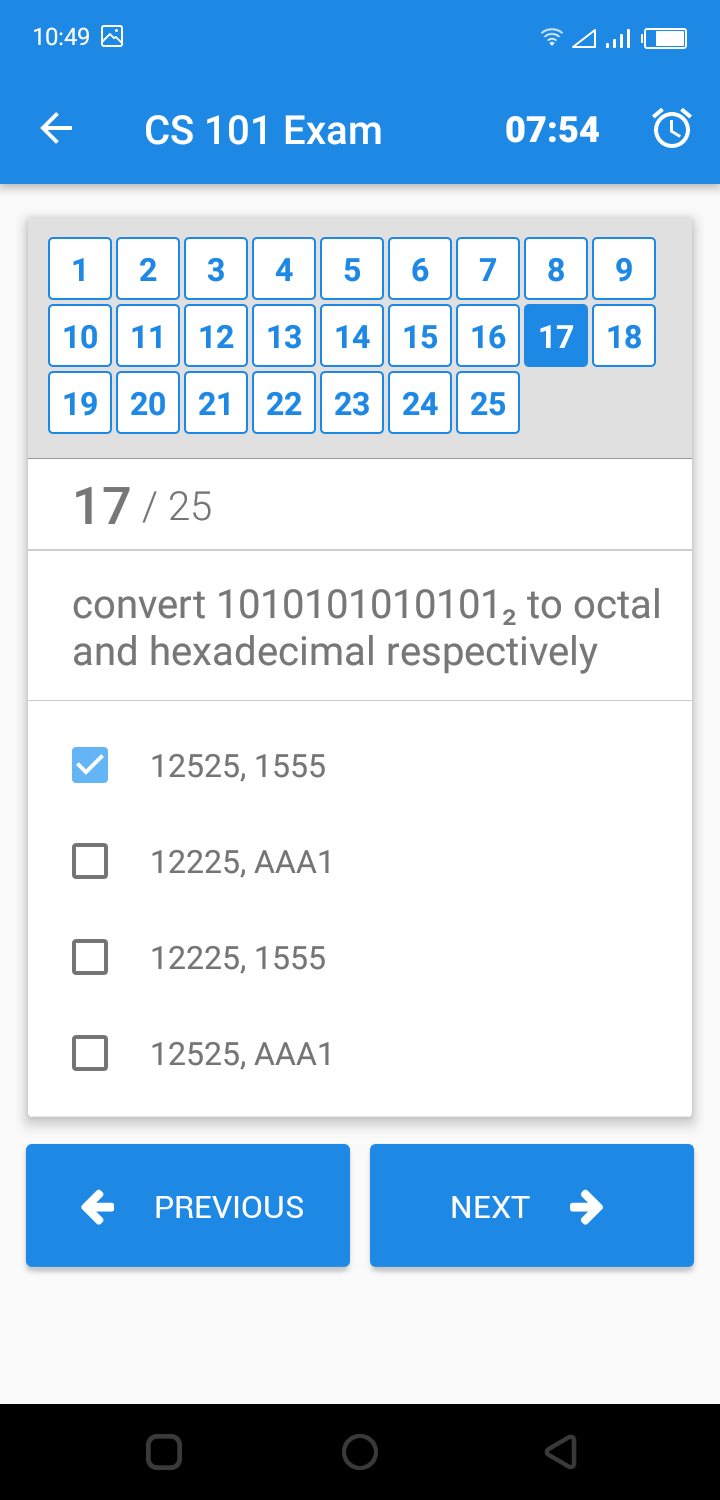 10:49
CS 101 Exam 07:54
1 2 3 4 5 6 7 8 9
10 11 12 13 14 15 16 17 18
19 20 21 22 23 24 25
17 / 25
convert 1010101010101₂ to octal
and hexadecimal respectively
12525, 1555
12225, AAA1
12225, 1555
12525, AAA1
PREVIOUS NEXT